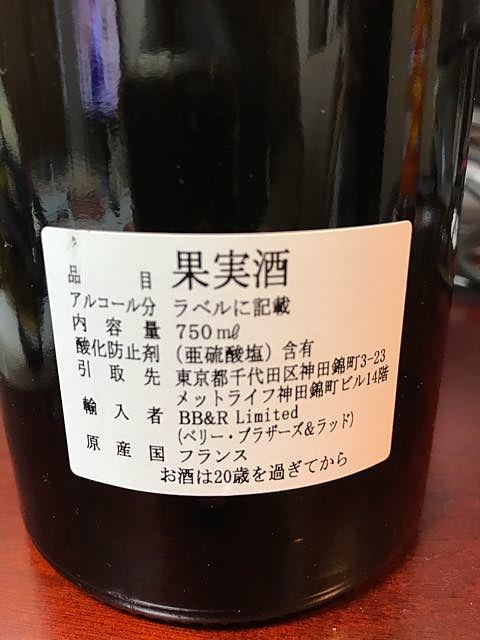 品目 果実酒
アルコール分 ラベルに記載
内容量 750㎖
酸化防止剤 (亜硫酸塩) 含有
引取先 東京都千代田区神田錦町3-23
メットライフ神田錦町ビル14階
輸入者 BB&R Limited
(ベリー・ブラザーズ&ラッド)
原産国 フランス
お酒は20歳を過ぎてから